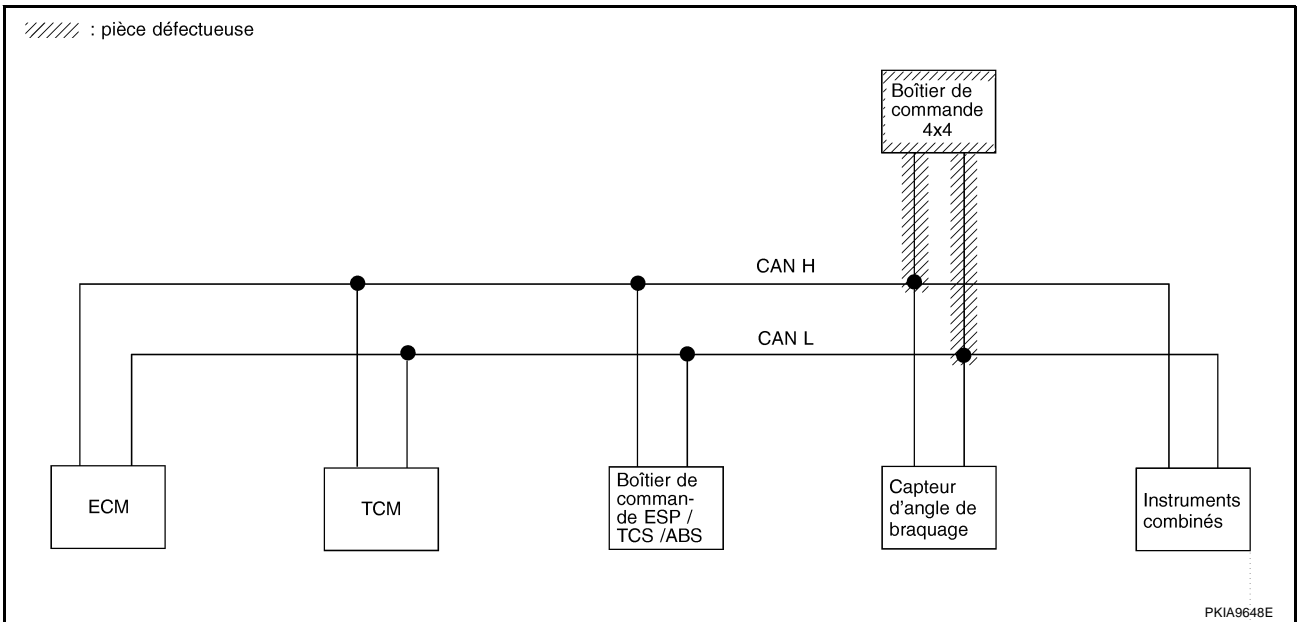 : pièce défectueuse
Boîtier de
commande
4x4
CAN H
CAN L
ECM
TCM
Boîtier de
comman-
de ESP /
TCS /ABS
Capteur
d'angle de
braquage
Instruments
combinés
PKIA9648E